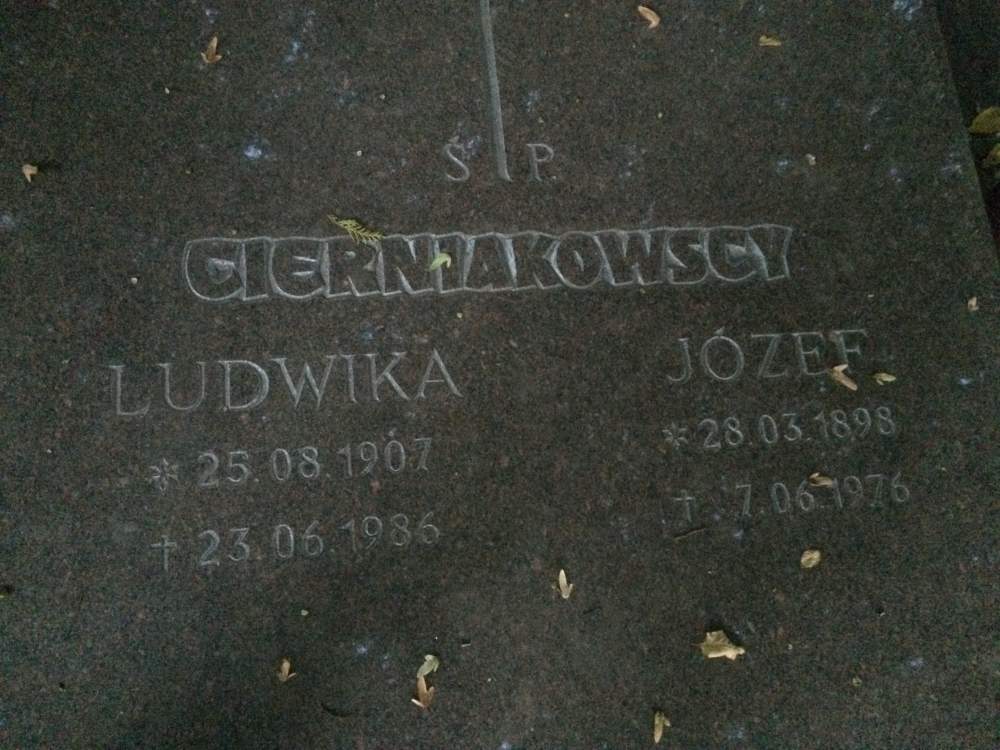 Ś P.
CIERNIAKOWSCY
LUDWIKA
* 25.08.1907
† 23.06.1986
JÓZEF
* 28.03.1898
† 7.06.1976